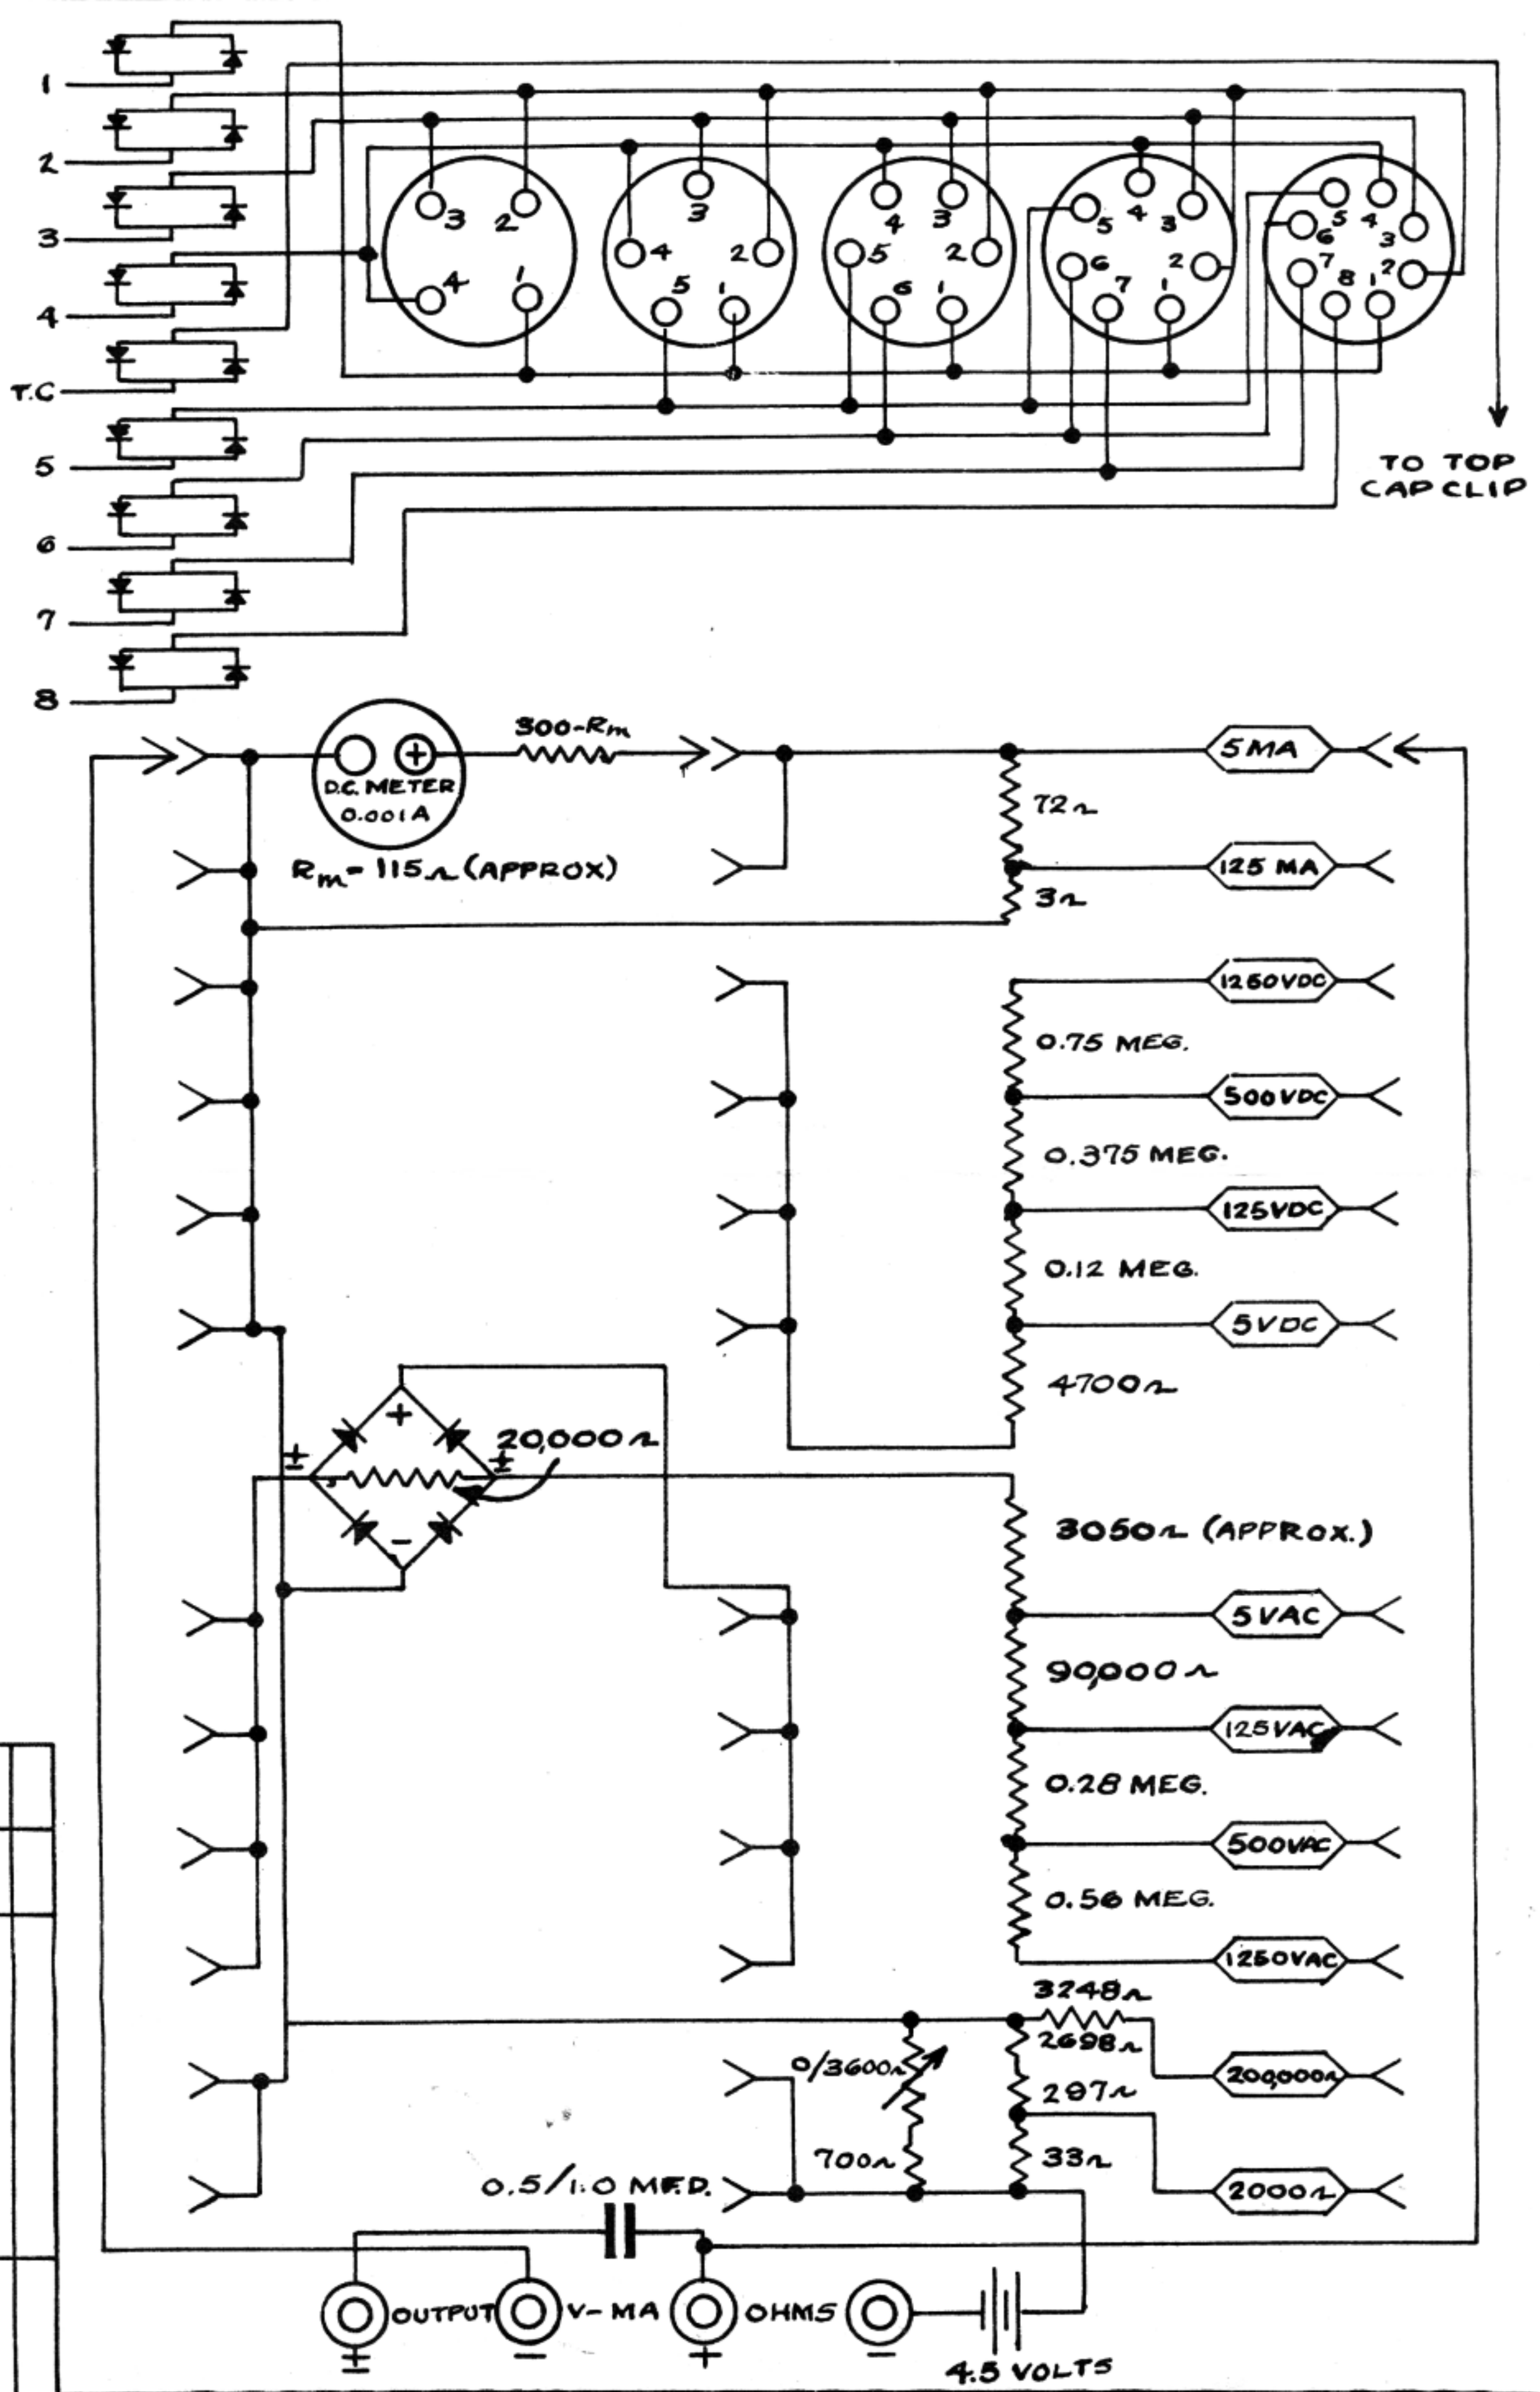 1
2
3
4
T.C
5
6
7
8
3 2
4 1
3
4 2
5 1
4 3
5 2
6 1
4
5 3
6 2
7 1
5 4
6 3
7 2
8 1
TO TOP
CAP CLIP
300-Rm
+
D.C. METER
0.001A
Rm= 115Ω (APPROX)
5 MA
72Ω
125 MA
3Ω
1250VDC
0.75 MEG.
500VDC
0.375 MEG.
125VDC
0.12 MEG.
5VDC
4700Ω
+
20,000Ω
± ±
-
3050Ω (APPROX.)
5 VAC
90,000Ω
125VAC
0.28 MEG.
500VAC
0.56 MEG.
1250VAC
3248Ω
2698Ω
0/3600Ω
200,000Ω
297Ω
700Ω
33Ω
2000Ω
0.5/1.0 MF.D.
OUTPUT V-MA OHMS
± - + -
4.5 VOLTS